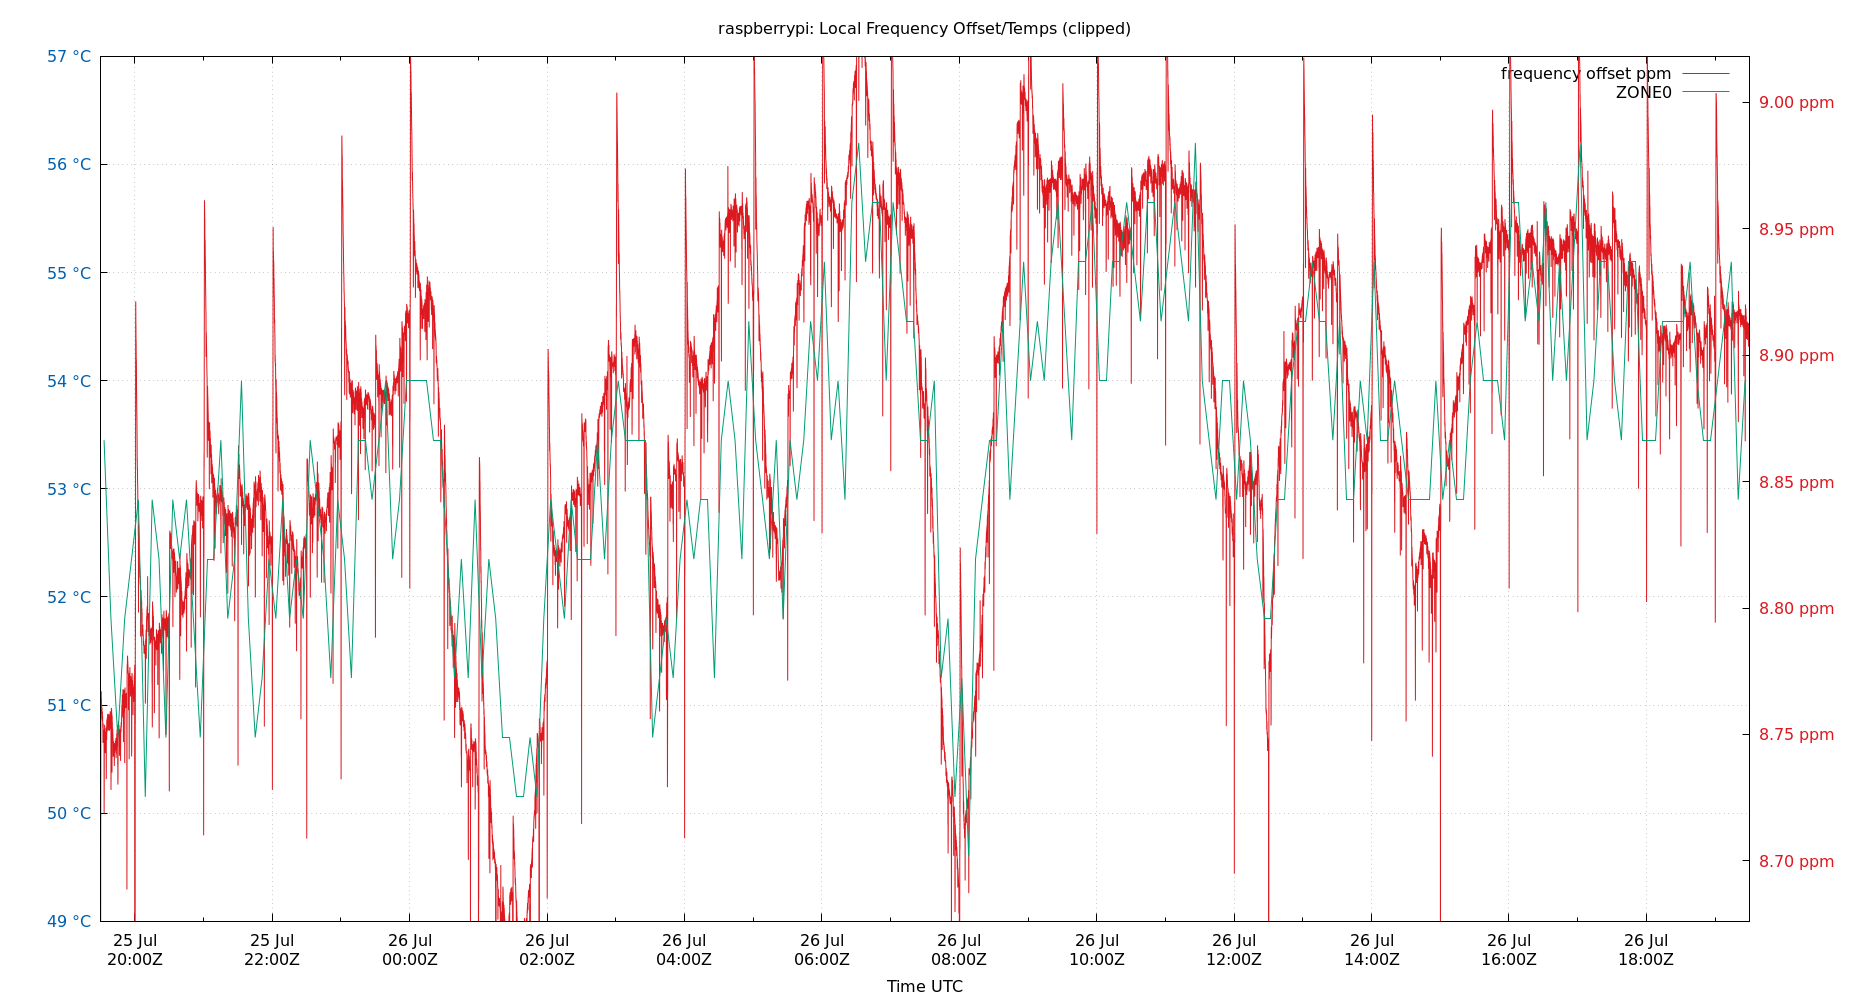 raspberrypi: Local Frequency Offset/Temps (clipped)
57 °C
56 °C
55 °C
54 °C
53 °C
52 °C
51 °C
50 °C
49 °C
frequency offset ppm
ZONE0
9.00 ppm
8.95 ppm
8.90 ppm
8.85 ppm
8.80 ppm
8.75 ppm
8.70 ppm
25 Jul 25 Jul 26 Jul 26 Jul 26 Jul 26 Jul 26 Jul 26 Jul 26 Jul 26 Jul 26 Jul 26 Jul
20:00Z 22:00Z 00:00Z 02:00Z 04:00Z 06:00Z 08:00Z 10:00Z 12:00Z 14:00Z 16:00Z 18:00Z
Time UTC